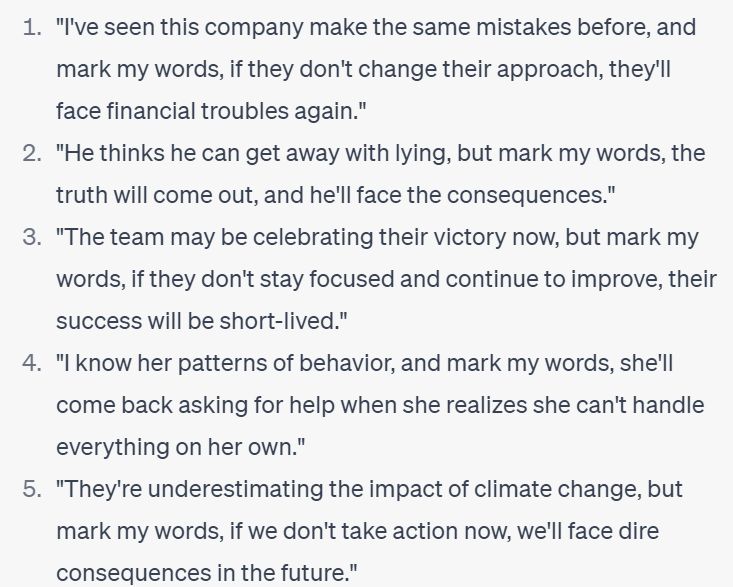 1. "I've seen this company make the same mistakes before, and
mark my words, if they don't change their approach, they'll
face financial troubles again."
2. "He thinks he can get away with lying, but mark my words, the
truth will come out, and he'll face the consequences."
3. "The team may be celebrating their victory now, but mark my
words, if they don't stay focused and continue to improve, their
success will be short-lived."
4. "I know her patterns of behavior, and mark my words, she'll
come back asking for help when she realizes she can't handle
everything on her own."
5. "They're underestimating the impact of climate change, but
mark my words, if we don't take action now, we'll face dire
consequences in the future."